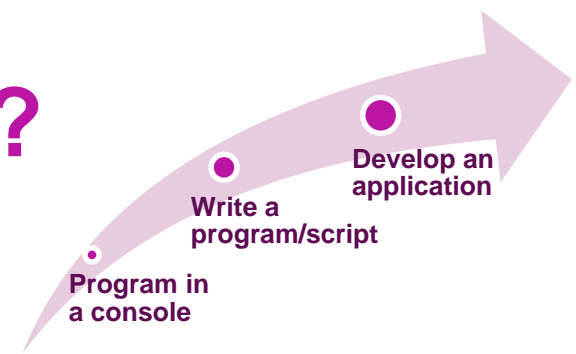 ?
Develop an
application
Write a
program/script
Program in
a console